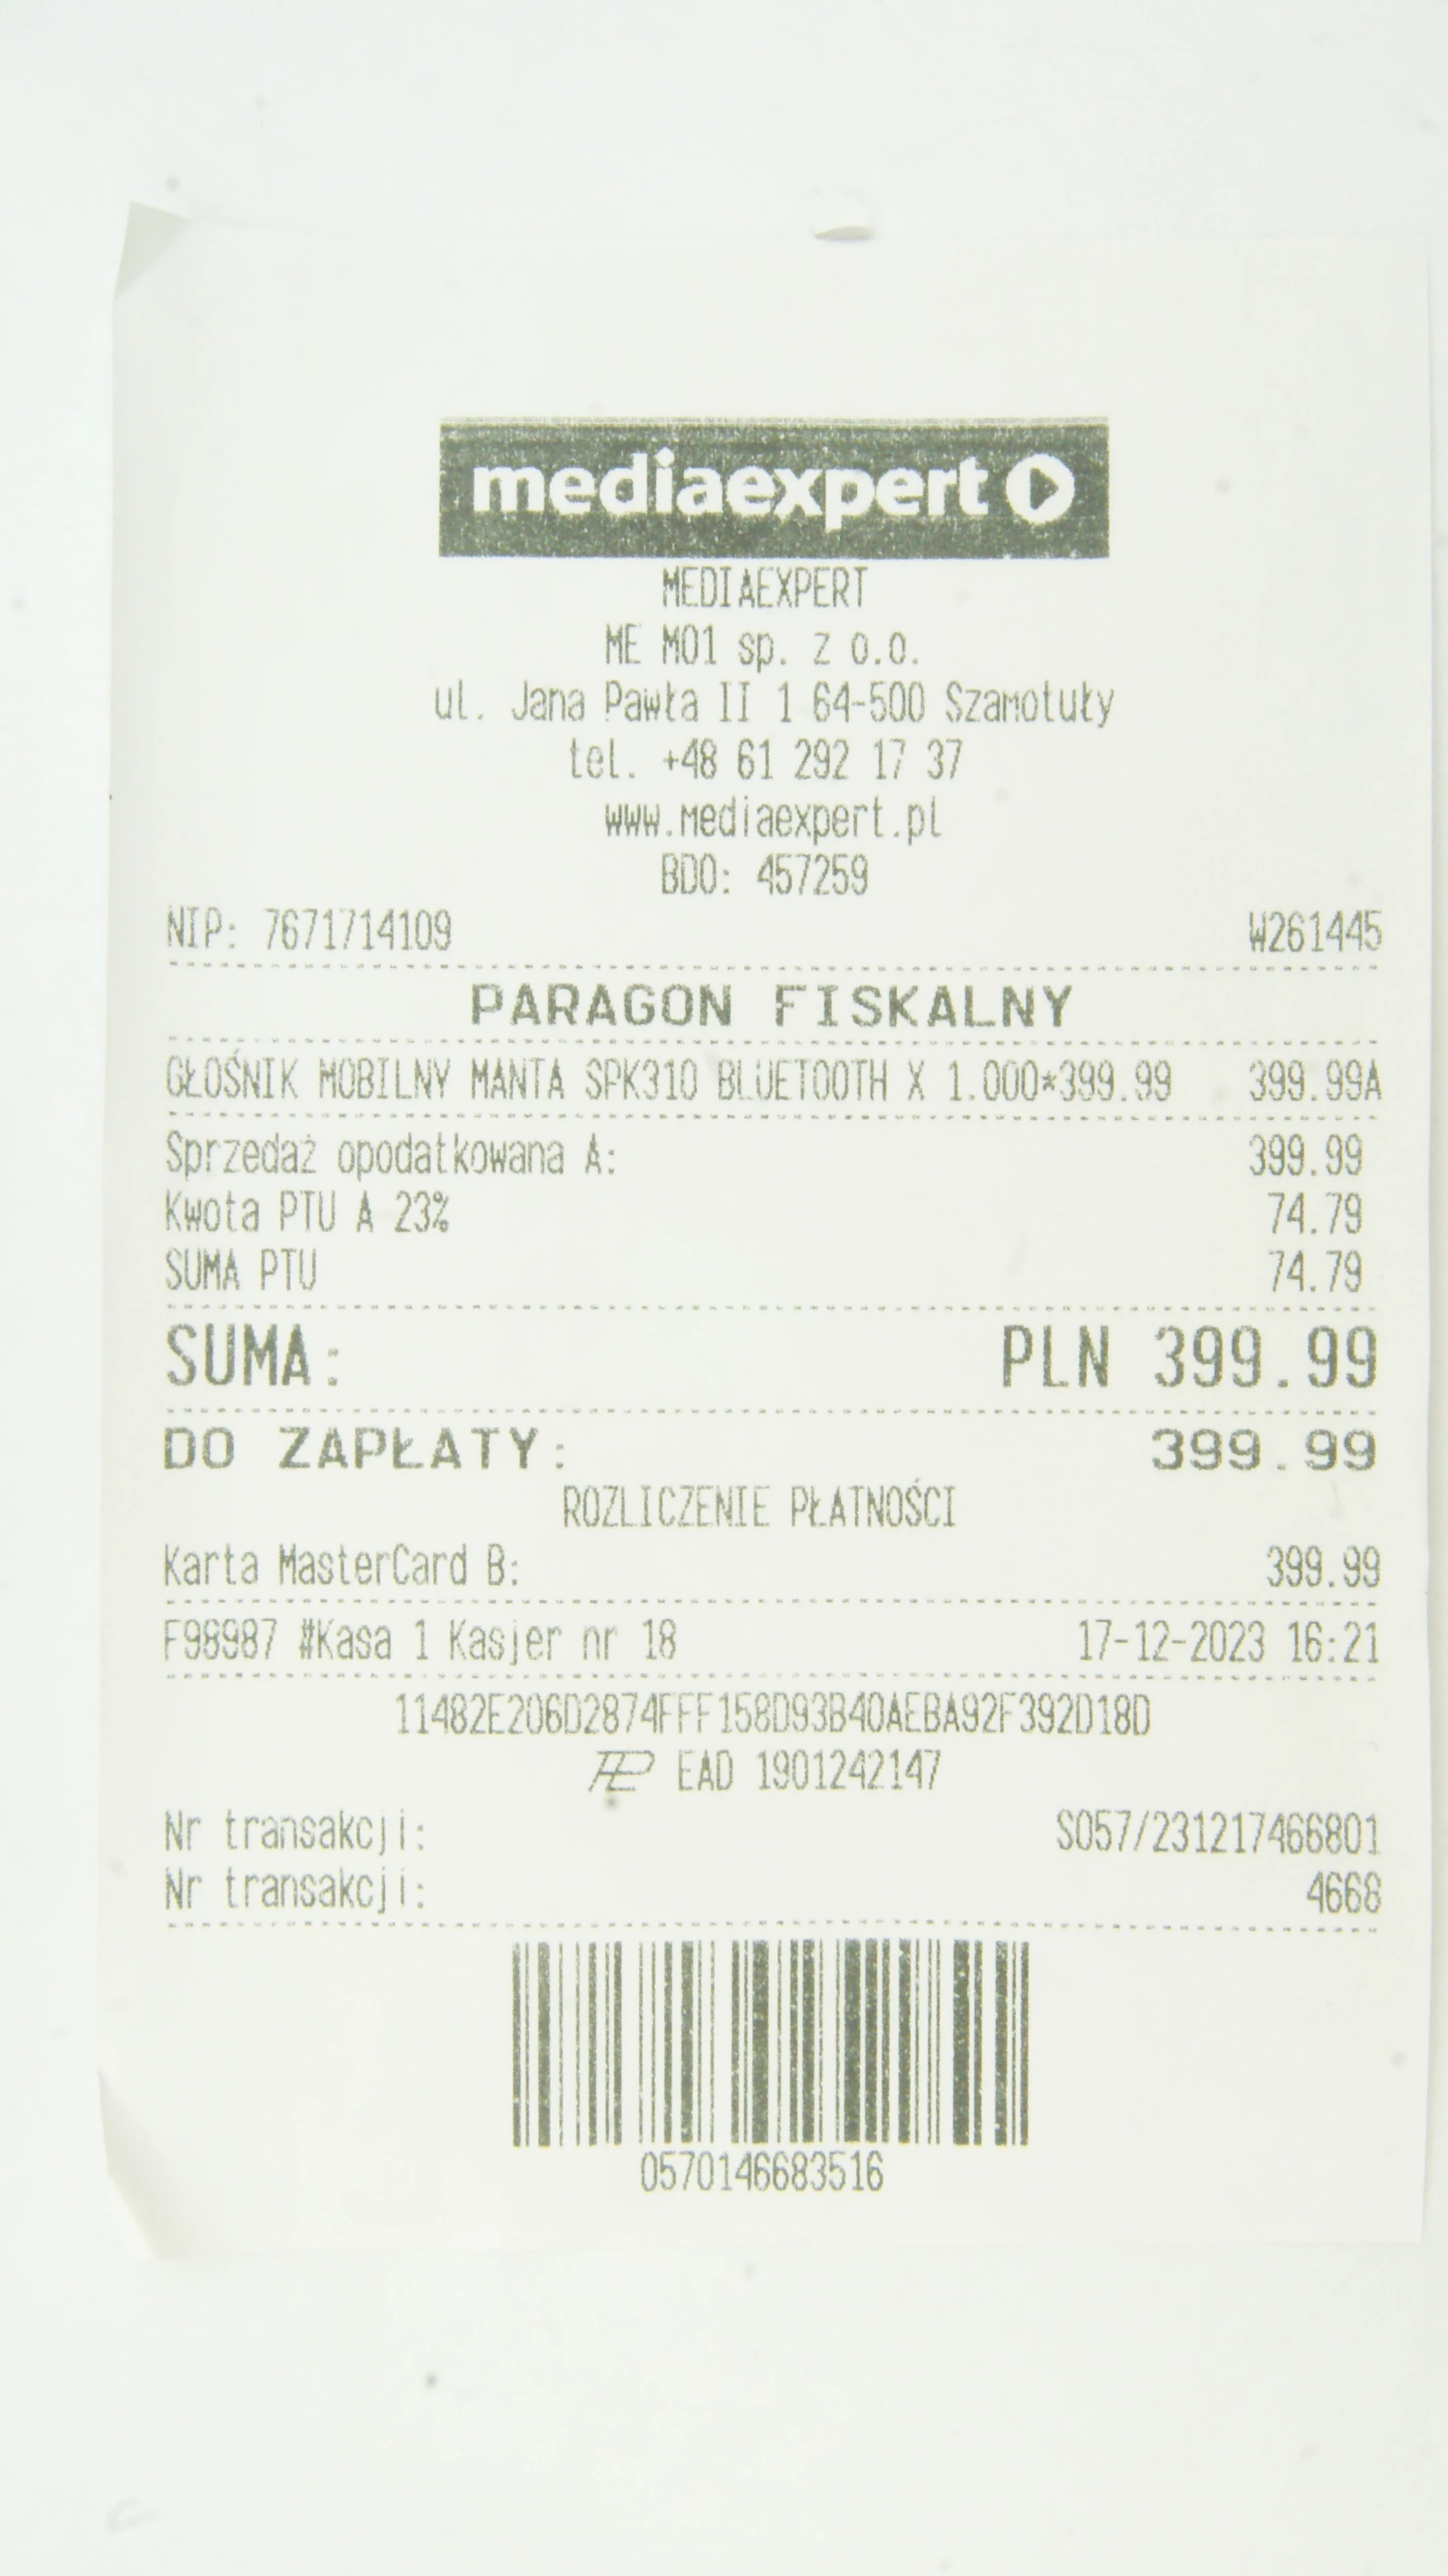 mediaexpert
MEDIAEXPERT
ME M01 sp. z o.o.
ul. Jana Pawła II 1 64-500 Szamotuły
tel. +48 61 292 17 37
www.mediaexpert.pl
BDO: 457259
NIP: 7671714109 W261445
PARAGON FISKALNY
GŁOŚNIK MOBILNY MANTA SPK310 BLUETOOTH X 1.000*399.99 399.99A
Sprzedaż opodatkowana A: 399.99
Kwota PTU A 23% 74.79
SUMA PTU 74.79
SUMA: PLN 399.99
DO ZAPŁATY: 399.99
ROZLICZENIE PŁATNOŚCI
Karta MasterCard B: 399.99
F98987 #Kasa 1 Kasjer nr 18 17-12-2023 16:21
11482E206D2874FFF158D93B40AEBA92F392D18D
EAD 1901242147
Nr transakcji: S057/231217466801
Nr transakcji: 4668
0570146683516